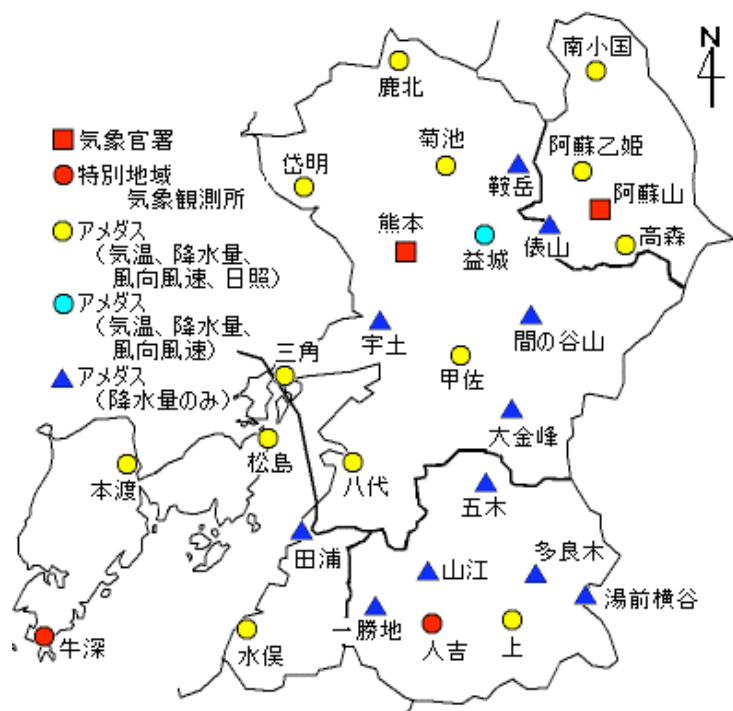 N
南小国
鹿北
気象官署
菊池
阿蘇乙姫
岱明
特別地域
気象観測所
鞍岳
阿蘇山
アメダス
(気温、降水量、
風向風速、日照)
熊本
益城
俵山
高森
アメダス
(気温、降水量、
風向風速)
三角
宇土
間の谷山
アメダス
(降水量のみ)
甲佐
大金峰
松島
本渡
八代
五木
田浦
山江
多良木
湯前横谷
牛深
水俣
一勝地
人吉
上